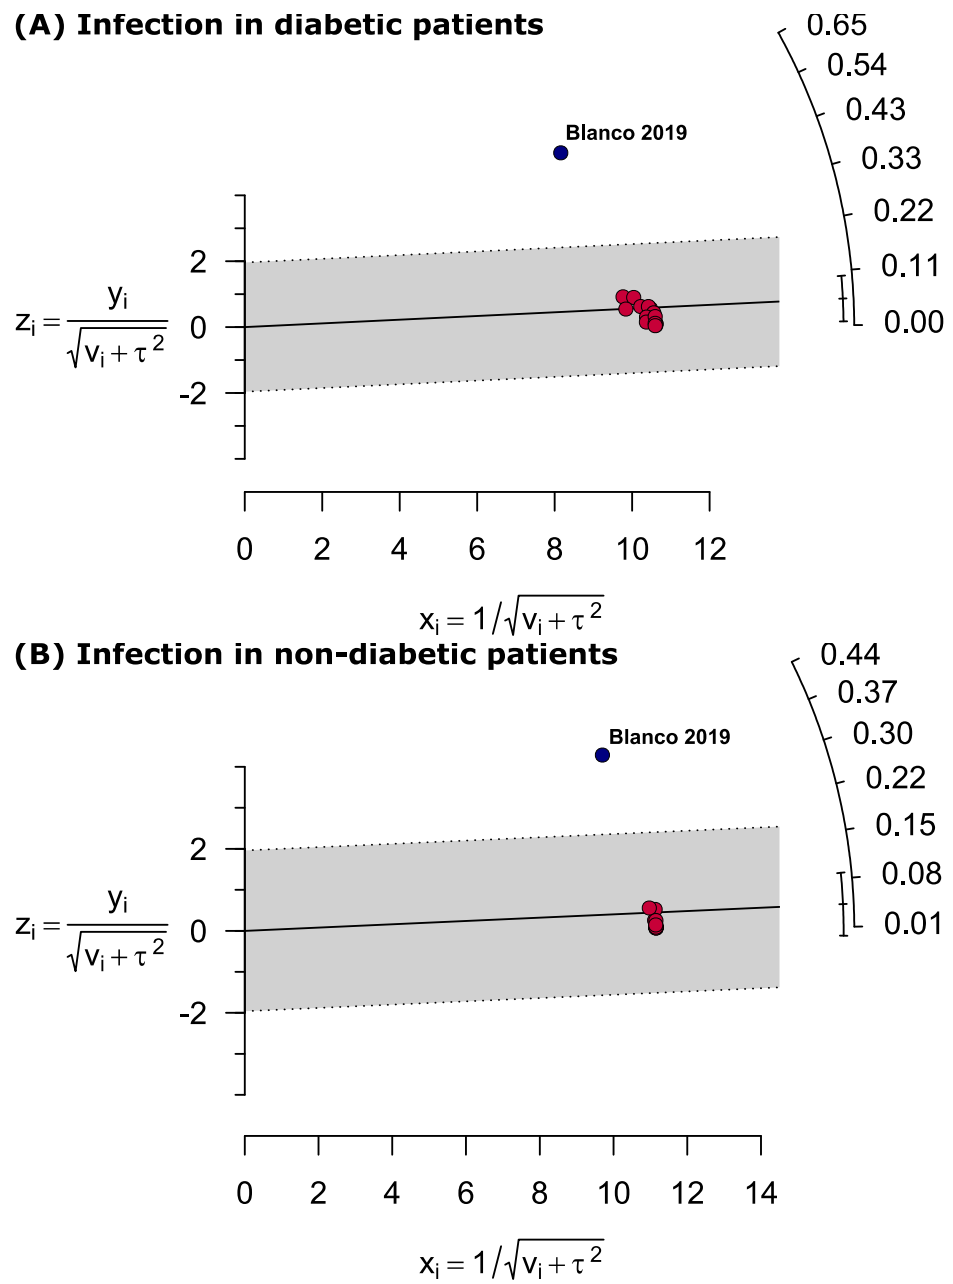 (A) Infection in diabetic patients
0.65
0.54
0.43
Blanco 2019
0.33
0.22
2
0.11
zᵢ = yᵢ / √(vᵢ + τ²)
0
0.00
-2
0 2 4 6 8 10 12
xᵢ = 1/√(vᵢ + τ²)
(B) Infection in non-diabetic patients
0.44
0.37
0.30
Blanco 2019
0.22
0.15
2
0.08
zᵢ = yᵢ / √(vᵢ + τ²)
0
0.01
-2
0 2 4 6 8 10 12 14
xᵢ = 1/√(vᵢ + τ²)